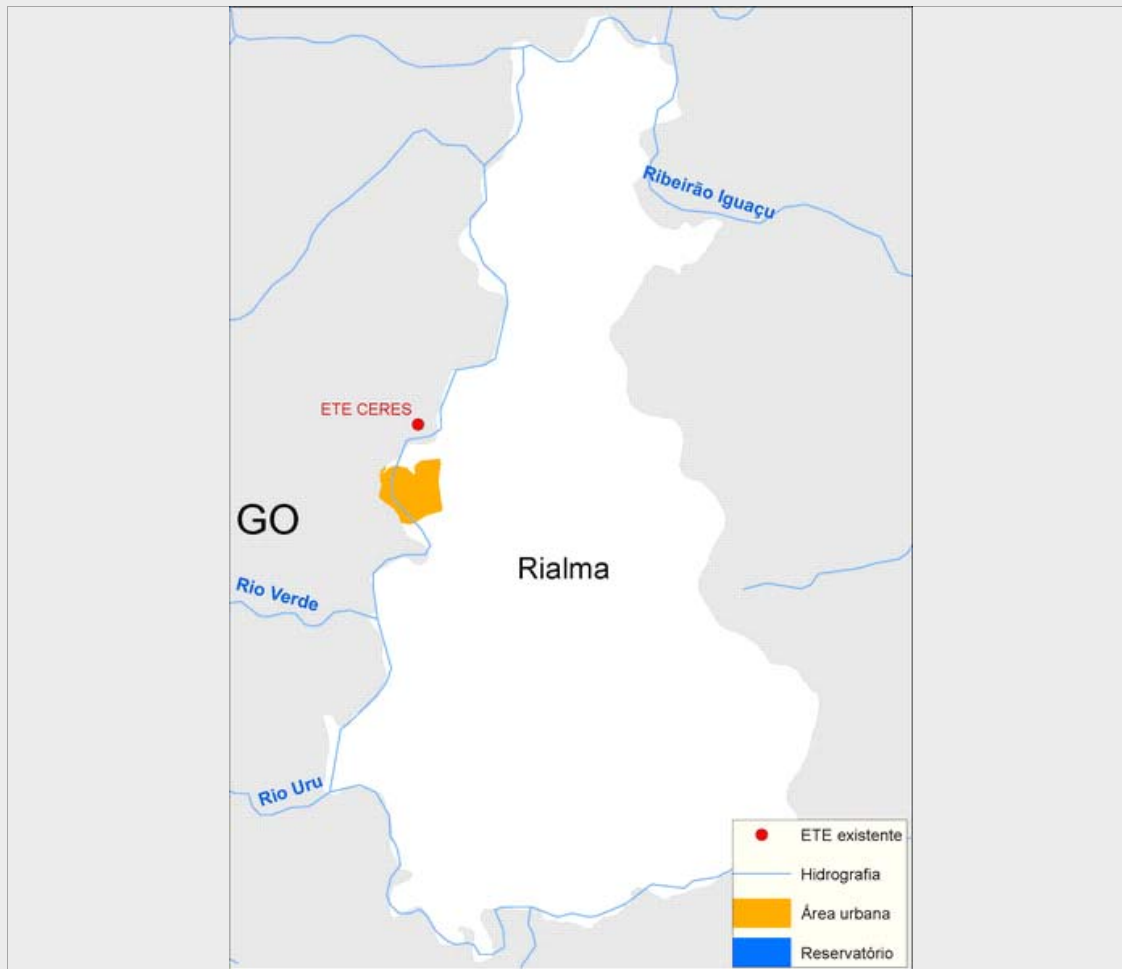 Ribeirão Iguaçu
ETE CERES
GO
Rialma
Rio Verde
Rio Uru
ETE existente
Hidrografia
Área urbana
Reservatório